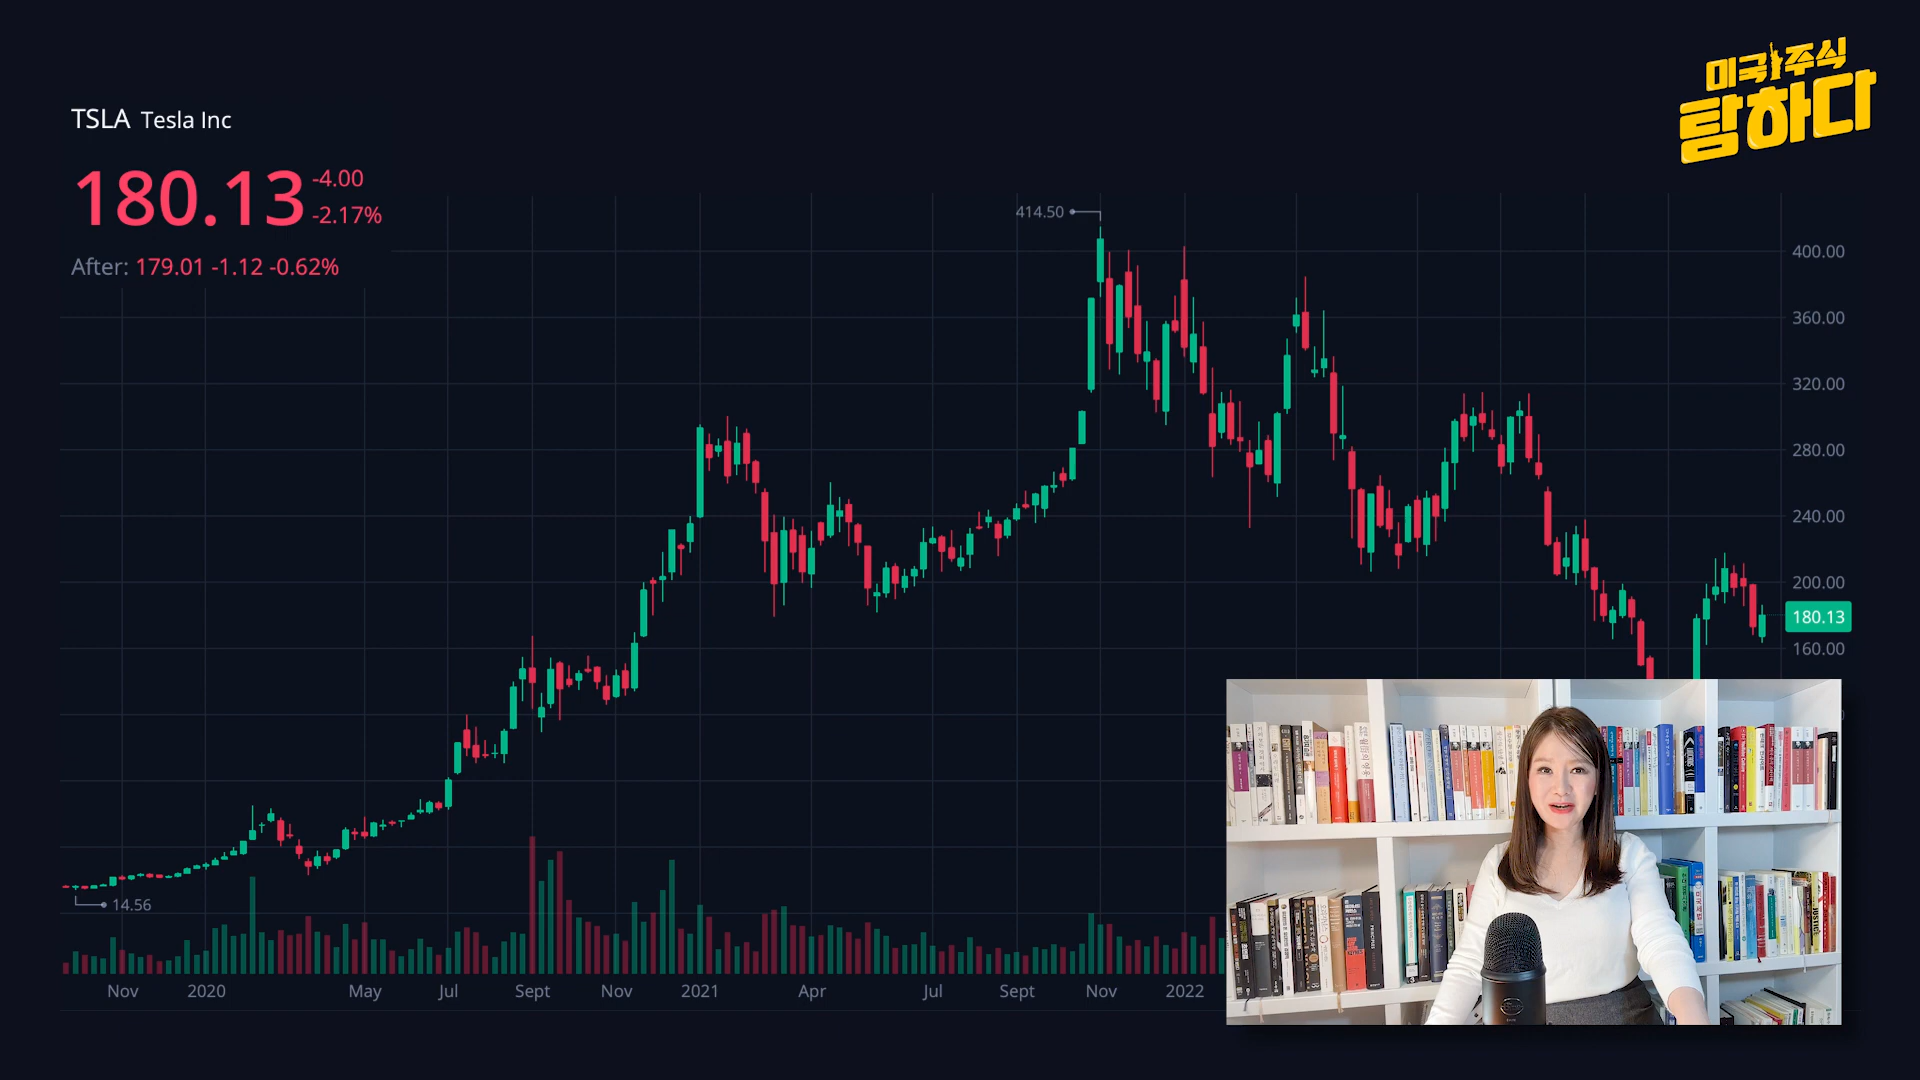 미국주식
탐하다
TSLA Tesla Inc
180.13
-4.00
-2.17%
After: 179.01 -1.12 -0.62%
414.50
400.00
360.00
320.00
280.00
240.00
200.00
180.13
160.00
14.56
Nov 2020 May Jul Sept Nov 2021 Apr Jul Sept Nov 2022
JUSTICE